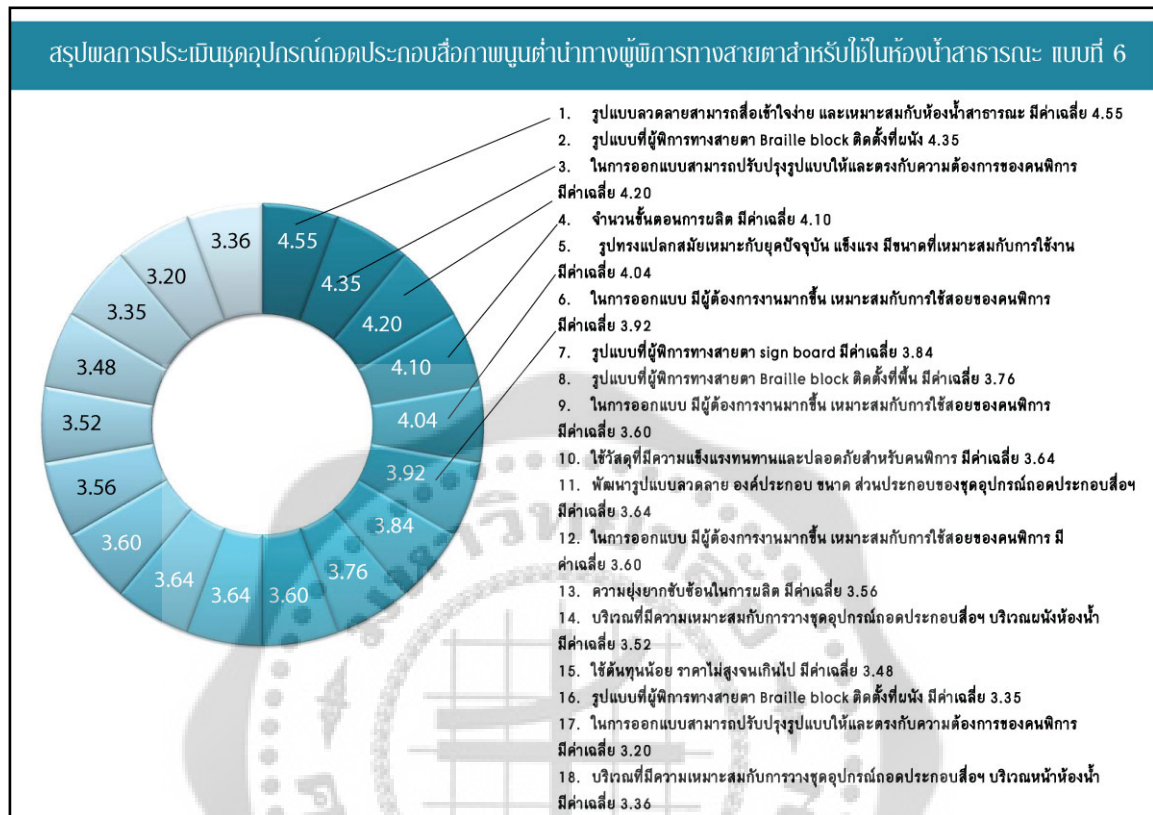 สรุปผลการประเมินชุดอุปกรณ์ถอดประกอบสื่อภาพนูนต่ำนำทางผู้พิการทางสายตาสำหรับใช้ในห้องน้ำสาธารณะ แบบที่ 6
1. รูปแบบลวดลายสามารถสื่อเข้าใจง่าย และเหมาะสมกับห้องน้ำสาธารณะ มีค่าเฉลี่ย 4.55
2. รูปแบบที่ผู้พิการทางสายตา Braille block ติดตั้งที่ผนัง 4.35
3. ในการออกแบบสามารถปรับปรุงรูปแบบให้และตรงกับความต้องการของคนพิการ
มีค่าเฉลี่ย 4.20
4. จำนวนขั้นตอนการผลิต มีค่าเฉลี่ย 4.10
5. รูปทรงแปลกสมัยเหมาะกับยุคปัจจุบัน แข็งแรง มีขนาดที่เหมาะสมกับการใช้งาน
มีค่าเฉลี่ย 4.04
6. ในการออกแบบ มีผู้ต้องการงานมากขึ้น เหมาะสมกับการใช้สอยของคนพิการ
มีค่าเฉลี่ย 3.92
7. รูปแบบที่ผู้พิการทางสายตา sign board มีค่าเฉลี่ย 3.84
8. รูปแบบที่ผู้พิการทางสายตา Braille block ติดตั้งที่พื้น มีค่าเฉลี่ย 3.76
9. ในการออกแบบ มีผู้ต้องการงานมากขึ้น เหมาะสมกับการใช้สอยของคนพิการ
มีค่าเฉลี่ย 3.60
10. ใช้วัสดุที่มีความแข็งแรงทนทานและปลอดภัยสำหรับคนพิการ มีค่าเฉลี่ย 3.64
11. พัฒนารูปแบบลวดลาย องค์ประกอบ ขนาด ส่วนประกอบของชุดอุปกรณ์ถอดประกอบสื่อฯ
มีค่าเฉลี่ย 3.64
12. ในการออกแบบ มีผู้ต้องการงานมากขึ้น เหมาะสมกับการใช้สอยของคนพิการ มี
ค่าเฉลี่ย 3.60
13. ความยุ่งยากซับซ้อนในการผลิต มีค่าเฉลี่ย 3.56
14. บริเวณที่มีความเหมาะสมกับการวางชุดอุปกรณ์ถอดประกอบสื่อฯ บริเวณผนังห้องน้ำ
มีค่าเฉลี่ย 3.52
15. ใช้ต้นทุนน้อย ราคาไม่สูงจนเกินไป มีค่าเฉลี่ย 3.48
16. รูปแบบที่ผู้พิการทางสายตา Braille block ติดตั้งที่ผนัง มีค่าเฉลี่ย 3.35
17. ในการออกแบบสามารถปรับปรุงรูปแบบให้และตรงกับความต้องการของคนพิการ
มีค่าเฉลี่ย 3.20
18. บริเวณที่มีความเหมาะสมกับการวางชุดอุปกรณ์ถอดประกอบสื่อฯ บริเวณหน้าห้องน้ำ
มีค่าเฉลี่ย 3.36
4.55
4.35
4.20
4.10
4.04
3.92
3.84
3.76
3.60
3.64
3.64
3.60
3.56
3.52
3.48
3.35
3.20
3.36